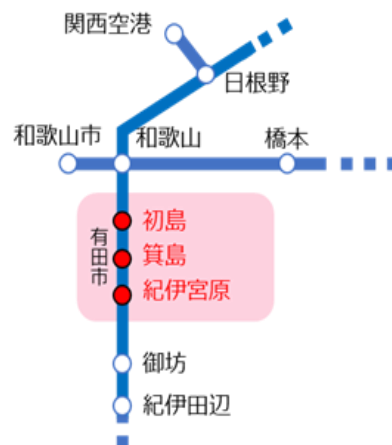 関西空港
日根野
和歌山市
和歌山
橋本
有田市
初島
箕島
紀伊宮原
御坊
紀伊田辺